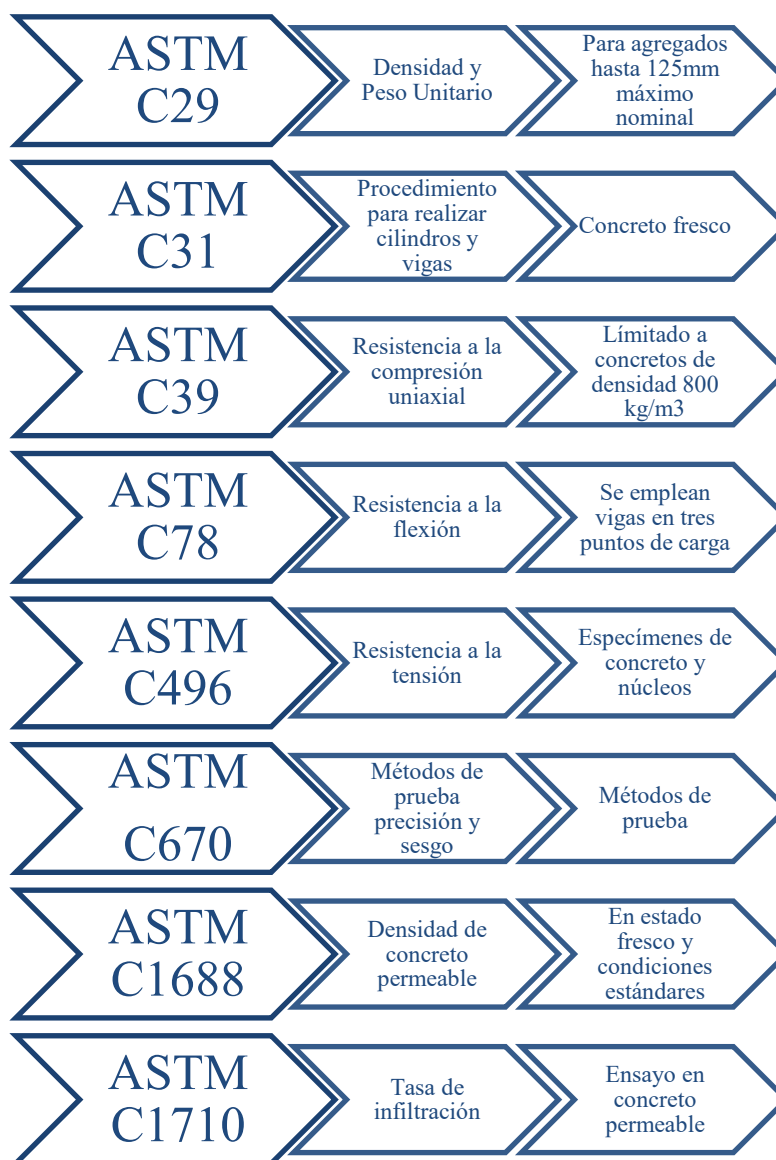 ASTM
C29
Densidad y
Peso Unitario
Para agregados
hasta 125mm
máximo
nominal
ASTM
C31
Procedimiento
para realizar
cilindros y
vigas
Concreto fresco
ASTM
C39
Resistencia a la
compresión
uniaxial
Límitado a
concretos de
densidad 800
kg/m3
ASTM
C78
Resistencia a la
flexión
Se emplean
vigas en tres
puntos de carga
ASTM
C496
Resistencia a la
tensión
Especímenes de
concreto y
núcleos
ASTM
C670
Métodos de
prueba
precisión y
sesgo
Métodos de
prueba
ASTM
C1688
Densidad de
concreto
permeable
En estado
fresco y
condiciones
estándares
ASTM
C1710
Tasa de
infiltración
Ensayo en
concreto
permeable